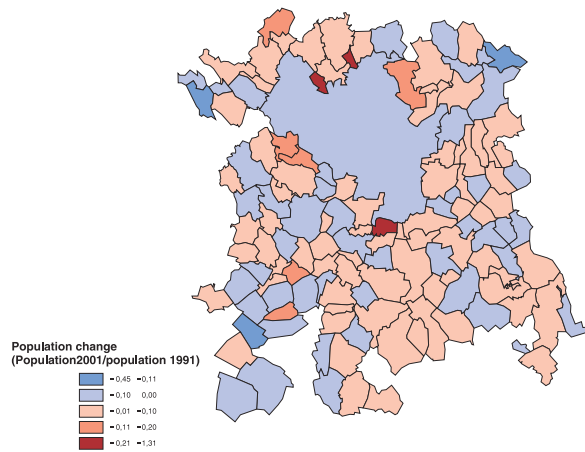 Population change
(Population2001/population 1991)
-0,45 -0,11
-0,10 0,00
-0,01 -0,10
-0,11 -0,20
-0,21 -1,31